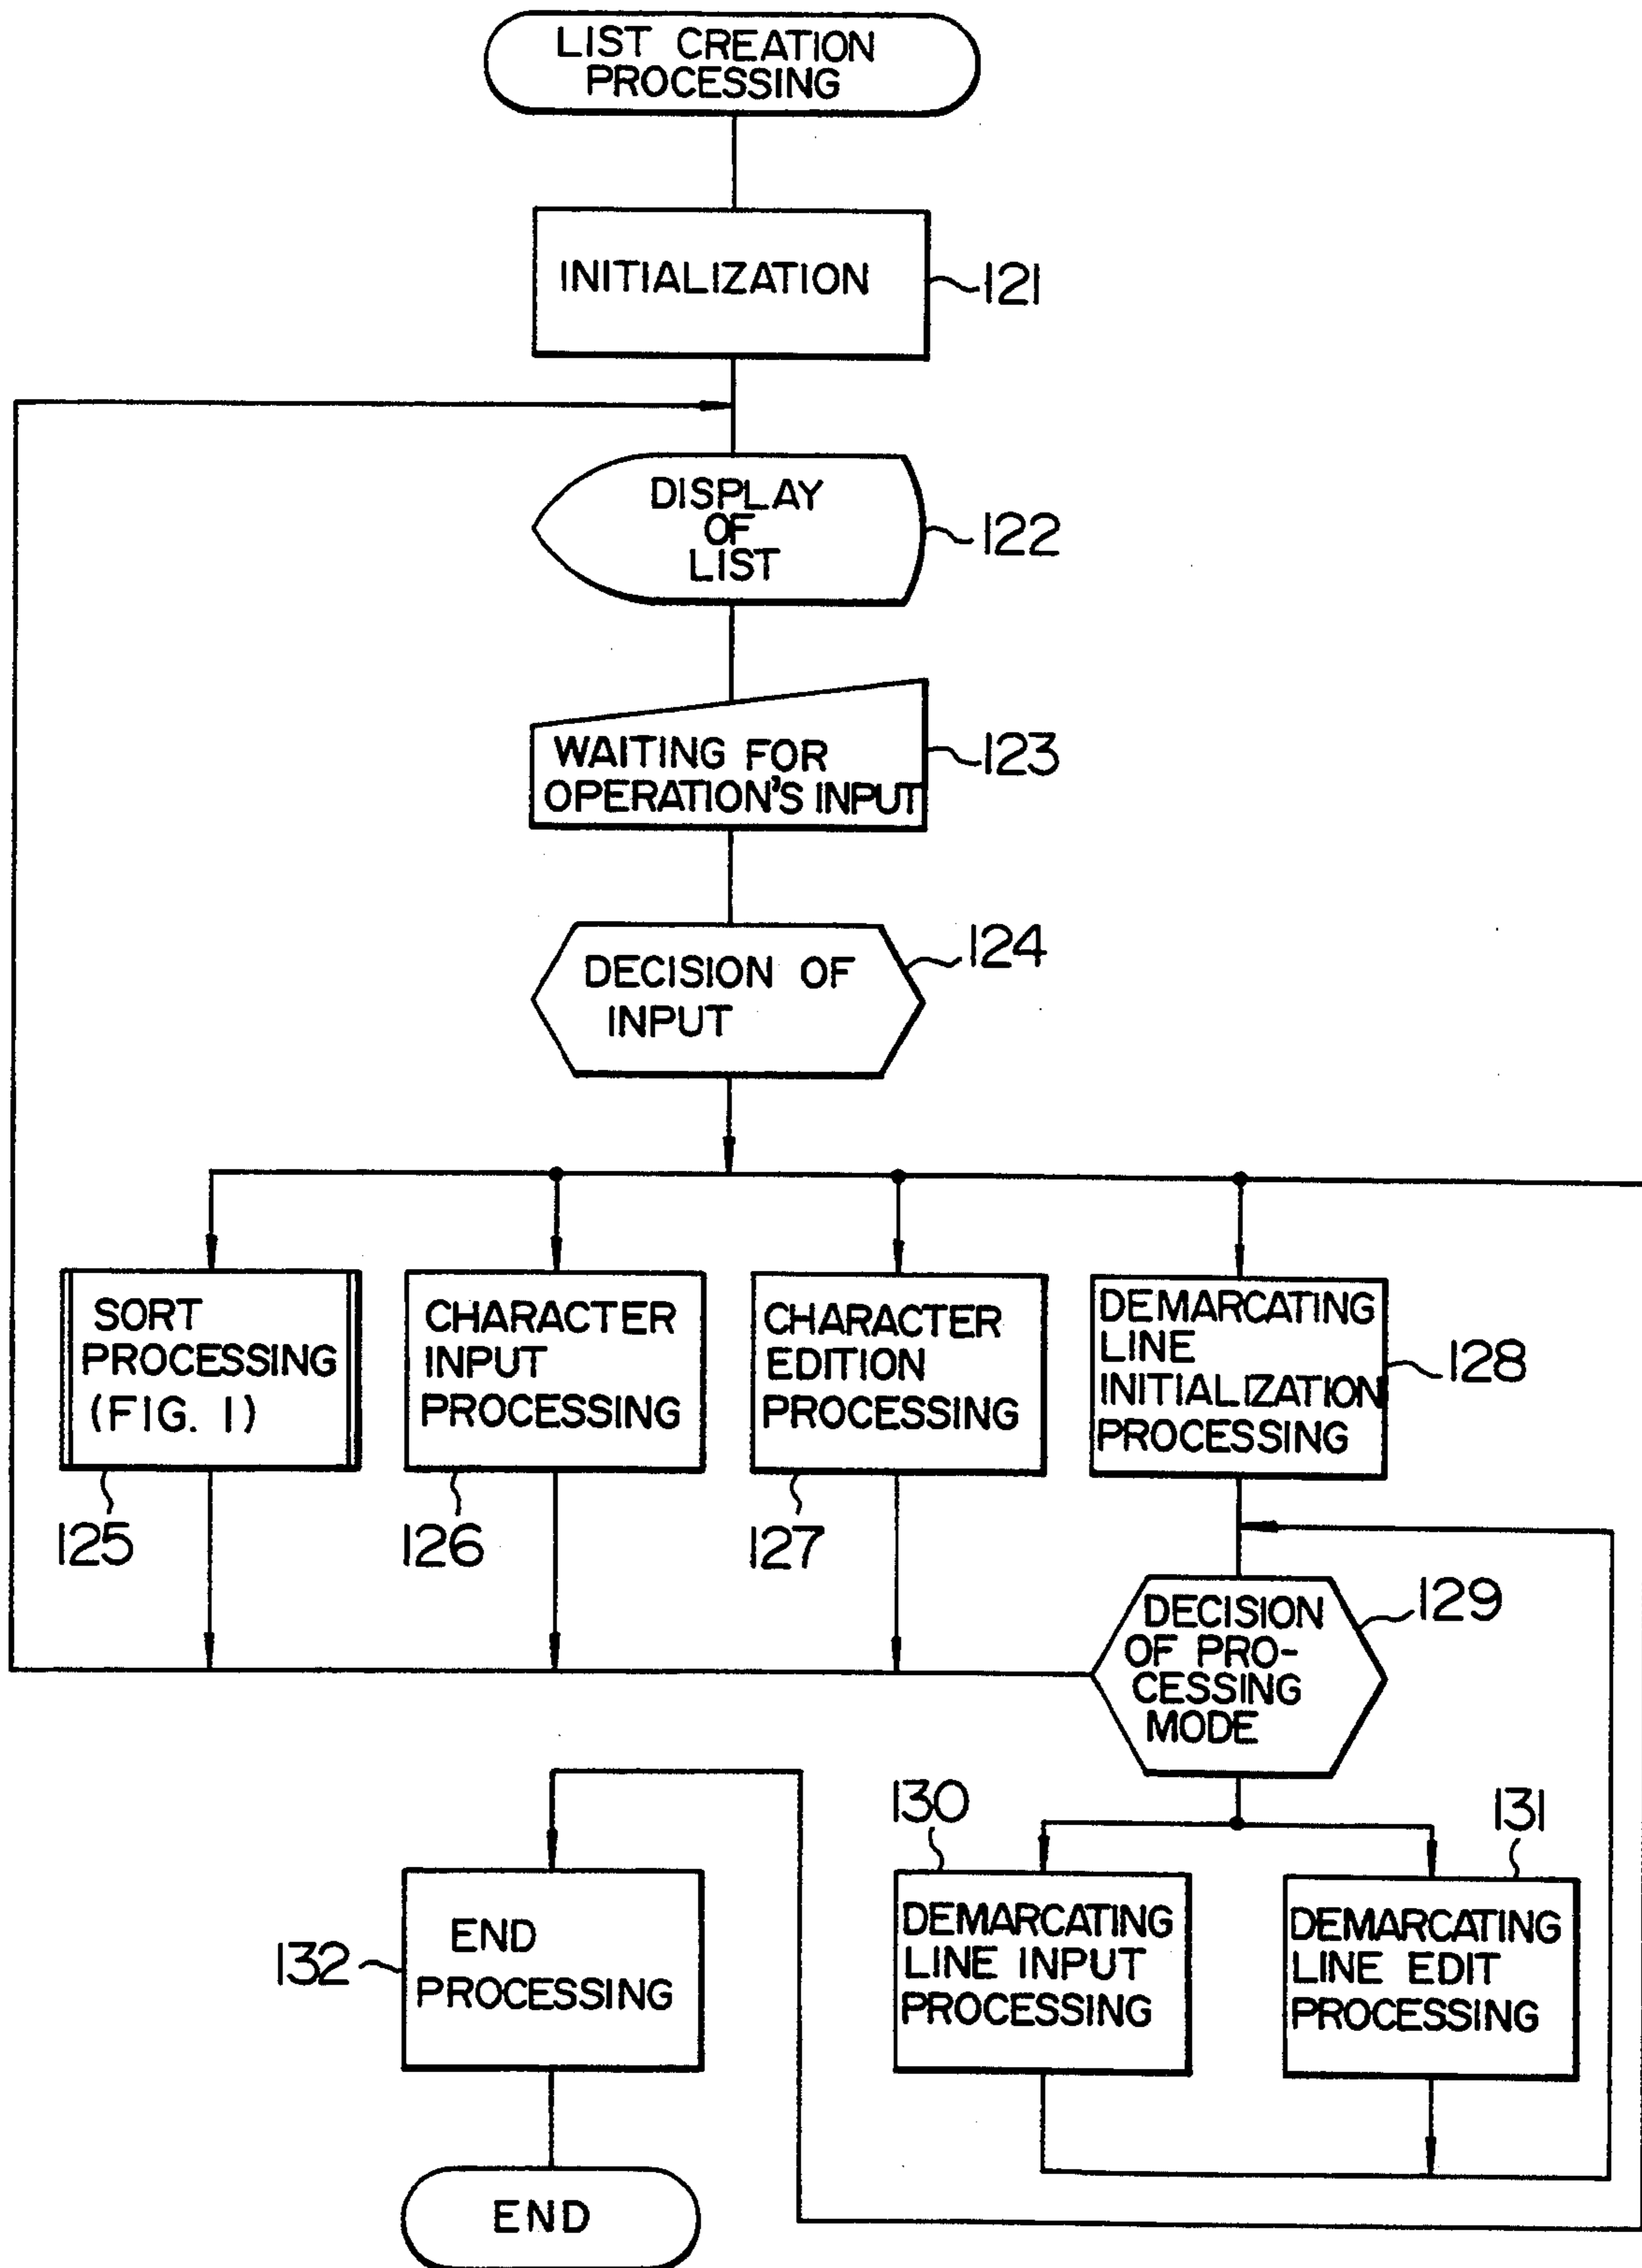 LIST CREATION
PROCESSING
INITIALIZATION
121
DISPLAY
OF
LIST
122
WAITING FOR
OPERATION'S INPUT
123
DECISION OF
INPUT
124
SORT
PROCESSING
(FIG. 1)
125
CHARACTER
INPUT
PROCESSING
126
CHARACTER
EDITION
PROCESSING
127
DEMARCATING
LINE
INITIALIZATION
PROCESSING
128
DECISION
OF PRO-
CESSING
MODE
129
130
DEMARCATING
LINE INPUT
PROCESSING
131
DEMARCATING
LINE EDIT
PROCESSING
132
END
PROCESSING
END